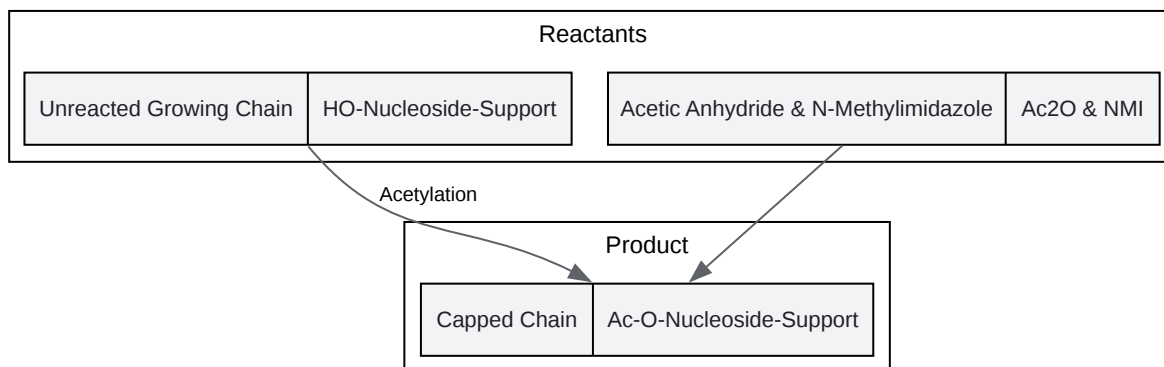 Reactants
Unreacted Growing Chain
HO-Nucleoside-Support
Acetic Anhydride & N-Methylimidazole
Ac2O & NMI
Acetylation
Product
Capped Chain
Ac-O-Nucleoside-Support